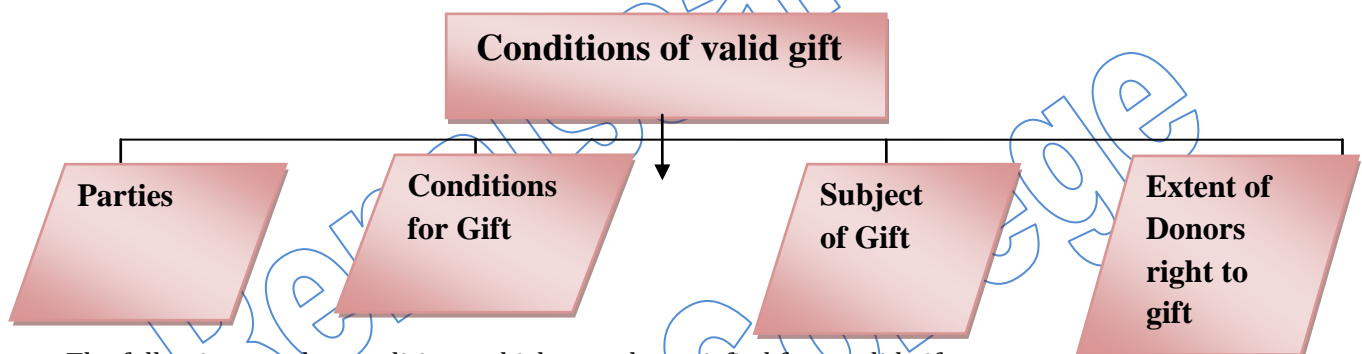 Conditions of valid gift
Parties
Conditions
for Gift
Subject
of Gift
Extent of
Donors
right to
gift